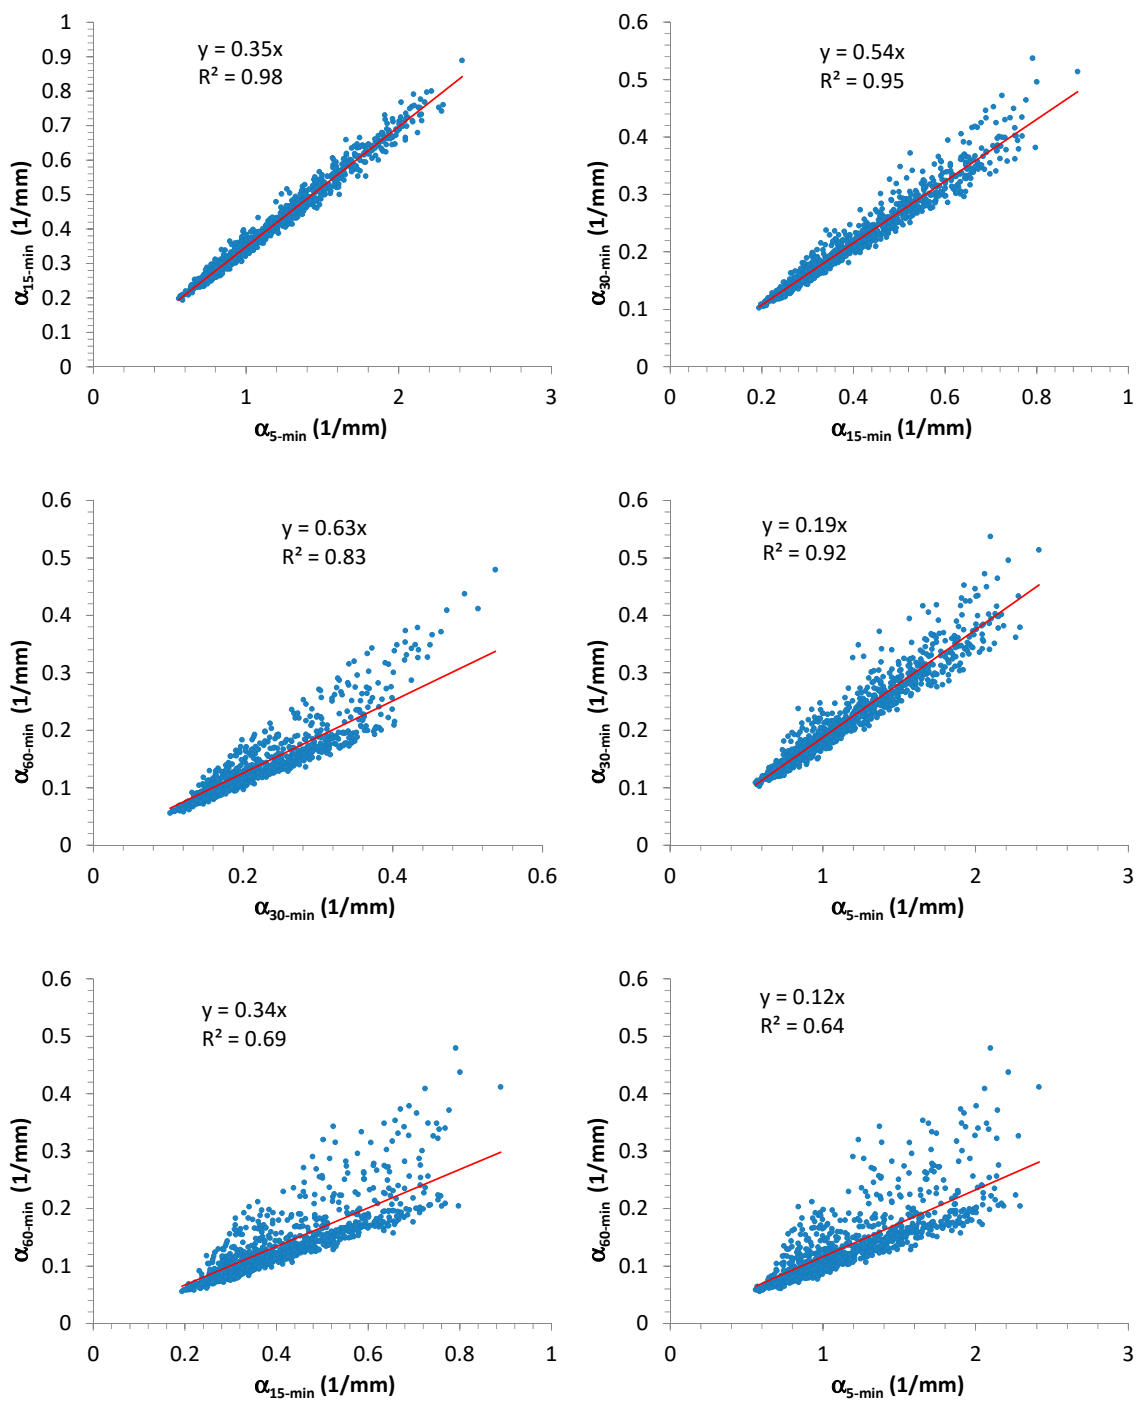 y = 0.35x
R² = 0.98
1
0.9
0.8
0.7
0.6
0.5
0.4
0.3
0.2
0.1
0
0 1 2 3
α15-min (1/mm)
α5-min (1/mm)
y = 0.54x
R² = 0.95
0.6
0.5
0.4
0.3
0.2
0.1
0
0 0.2 0.4 0.6 0.8 1
α30-min (1/mm)
α15-min (1/mm)
y = 0.63x
R² = 0.83
0.6
0.5
0.4
0.3
0.2
0.1
0
0 0.2 0.4 0.6
α60-min (1/mm)
α30-min (1/mm)
y = 0.19x
R² = 0.92
0.6
0.5
0.4
0.3
0.2
0.1
0
0 1 2 3
α30-min (1/mm)
α5-min (1/mm)
y = 0.34x
R² = 0.69
0.6
0.5
0.4
0.3
0.2
0.1
0
0 0.2 0.4 0.6 0.8 1
α60-min (1/mm)
α15-min (1/mm)
y = 0.12x
R² = 0.64
0.6
0.5
0.4
0.3
0.2
0.1
0
0 1 2 3
α60-min (1/mm)
α5-min (1/mm)